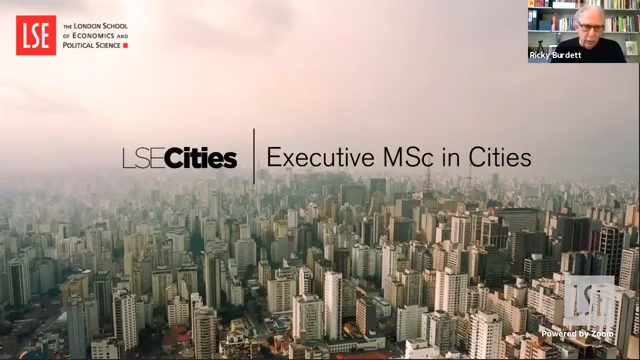 LSE
THE LONDON SCHOOL
OF ECONOMICS AND
POLITICAL SCIENCE
Ricky Burdett
LSECities
Executive MSc in Cities
LSE
Powered by Zoom